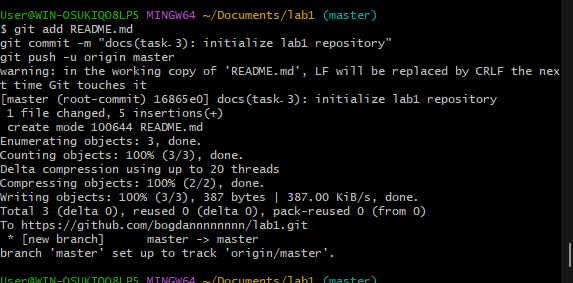 User@WIN-OSUKIQO8LP5 MINGW64 ~/Documents/lab1 (master)
$ git add README.md
git commit -m "docs(task-3): initialize lab1 repository"
git push -u origin master
warning: in the working copy of 'README.md', LF will be replaced by CRLF the nex
t time Git touches it
[master (root-commit) 16865e0] docs(task-3): initialize lab1 repository
 1 file changed, 5 insertions(+)
 create mode 100644 README.md
Enumerating objects: 3, done.
Counting objects: 100% (3/3), done.
Delta compression using up to 20 threads
Compressing objects: 100% (2/2), done.
Writing objects: 100% (3/3), 387 bytes | 387.00 KiB/s, done.
Total 3 (delta 0), reused 0 (delta 0), pack-reused 0 (from 0)
To https://github.com/bogdannnnnnn/lab1.git
 * [new branch]      master -> master
branch 'master' set up to track 'origin/master'.
User@WIN-OSUKIQO8LP5 MINGW64 ~/Documents/lab1 (master)